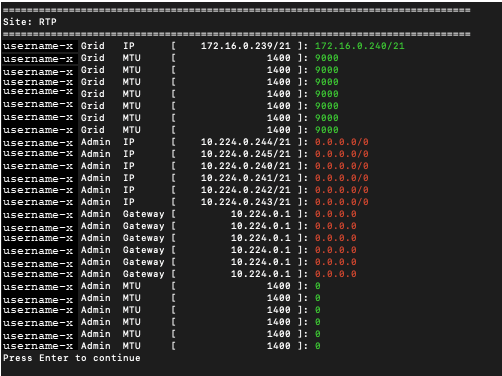 ==============================================================================
Site: RTP
==============================================================================
username-x Grid IP [ 172.16.0.239/21 ]: 172.16.0.240/21
username-x Grid MTU [ 1400 ]: 9000
username-x Grid MTU [ 1400 ]: 9000
username-x Grid MTU [ 1400 ]: 9000
username-x Grid MTU [ 1400 ]: 9000
username-x Grid MTU [ 1400 ]: 9000
username-x Grid MTU [ 1400 ]: 9000
username-x Grid MTU [ 1400 ]: 9000
username-x Admin IP [ 10.224.0.244/21 ]: 0.0.0.0/0
username-x Admin IP [ 10.224.0.245/21 ]: 0.0.0.0/0
username-x Admin IP [ 10.224.0.240/21 ]: 0.0.0.0/0
username-x Admin IP [ 10.224.0.241/21 ]: 0.0.0.0/0
username-x Admin IP [ 10.224.0.242/21 ]: 0.0.0.0/0
username-x Admin IP [ 10.224.0.243/21 ]: 0.0.0.0/0
username-x Admin Gateway [ 10.224.0.1 ]: 0.0.0.0
username-x Admin Gateway [ 10.224.0.1 ]: 0.0.0.0
username-x Admin Gateway [ 10.224.0.1 ]: 0.0.0.0
username-x Admin Gateway [ 10.224.0.1 ]: 0.0.0.0
username-x Admin Gateway [ 10.224.0.1 ]: 0.0.0.0
username-x Admin Gateway [ 10.224.0.1 ]: 0.0.0.0
username-x Admin MTU [ 1400 ]: 0
username-x Admin MTU [ 1400 ]: 0
username-x Admin MTU [ 1400 ]: 0
username-x Admin MTU [ 1400 ]: 0
username-x Admin MTU [ 1400 ]: 0
username-x Admin MTU [ 1400 ]: 0
Press Enter to continue